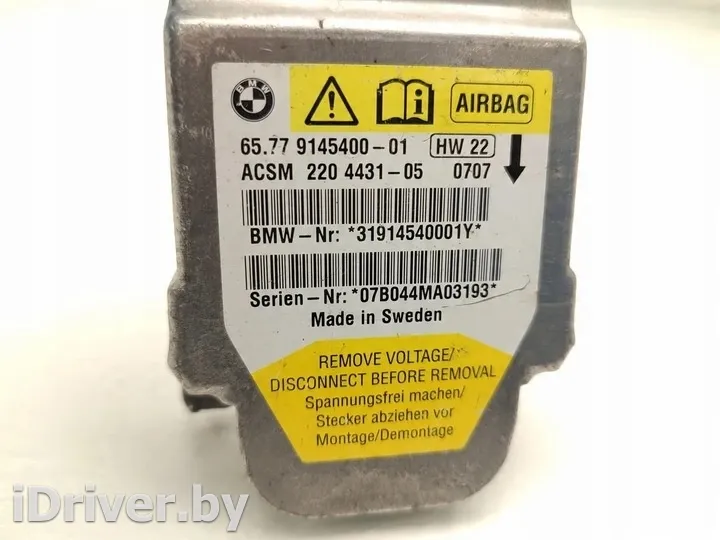 BMW
AIRBAG
65.77 9145400-01 HW 22
ACSM 220 4431-05 0707
BMW-Nr: *31914540001Y*
Serien-Nr: *07B044MA03193*
Made in Sweden
REMOVE VOLTAGE/
DISCONNECT BEFORE REMOVAL
Spannungsfrei machen/
Stecker abziehen vor
Montage/Demontage
iDriver.by